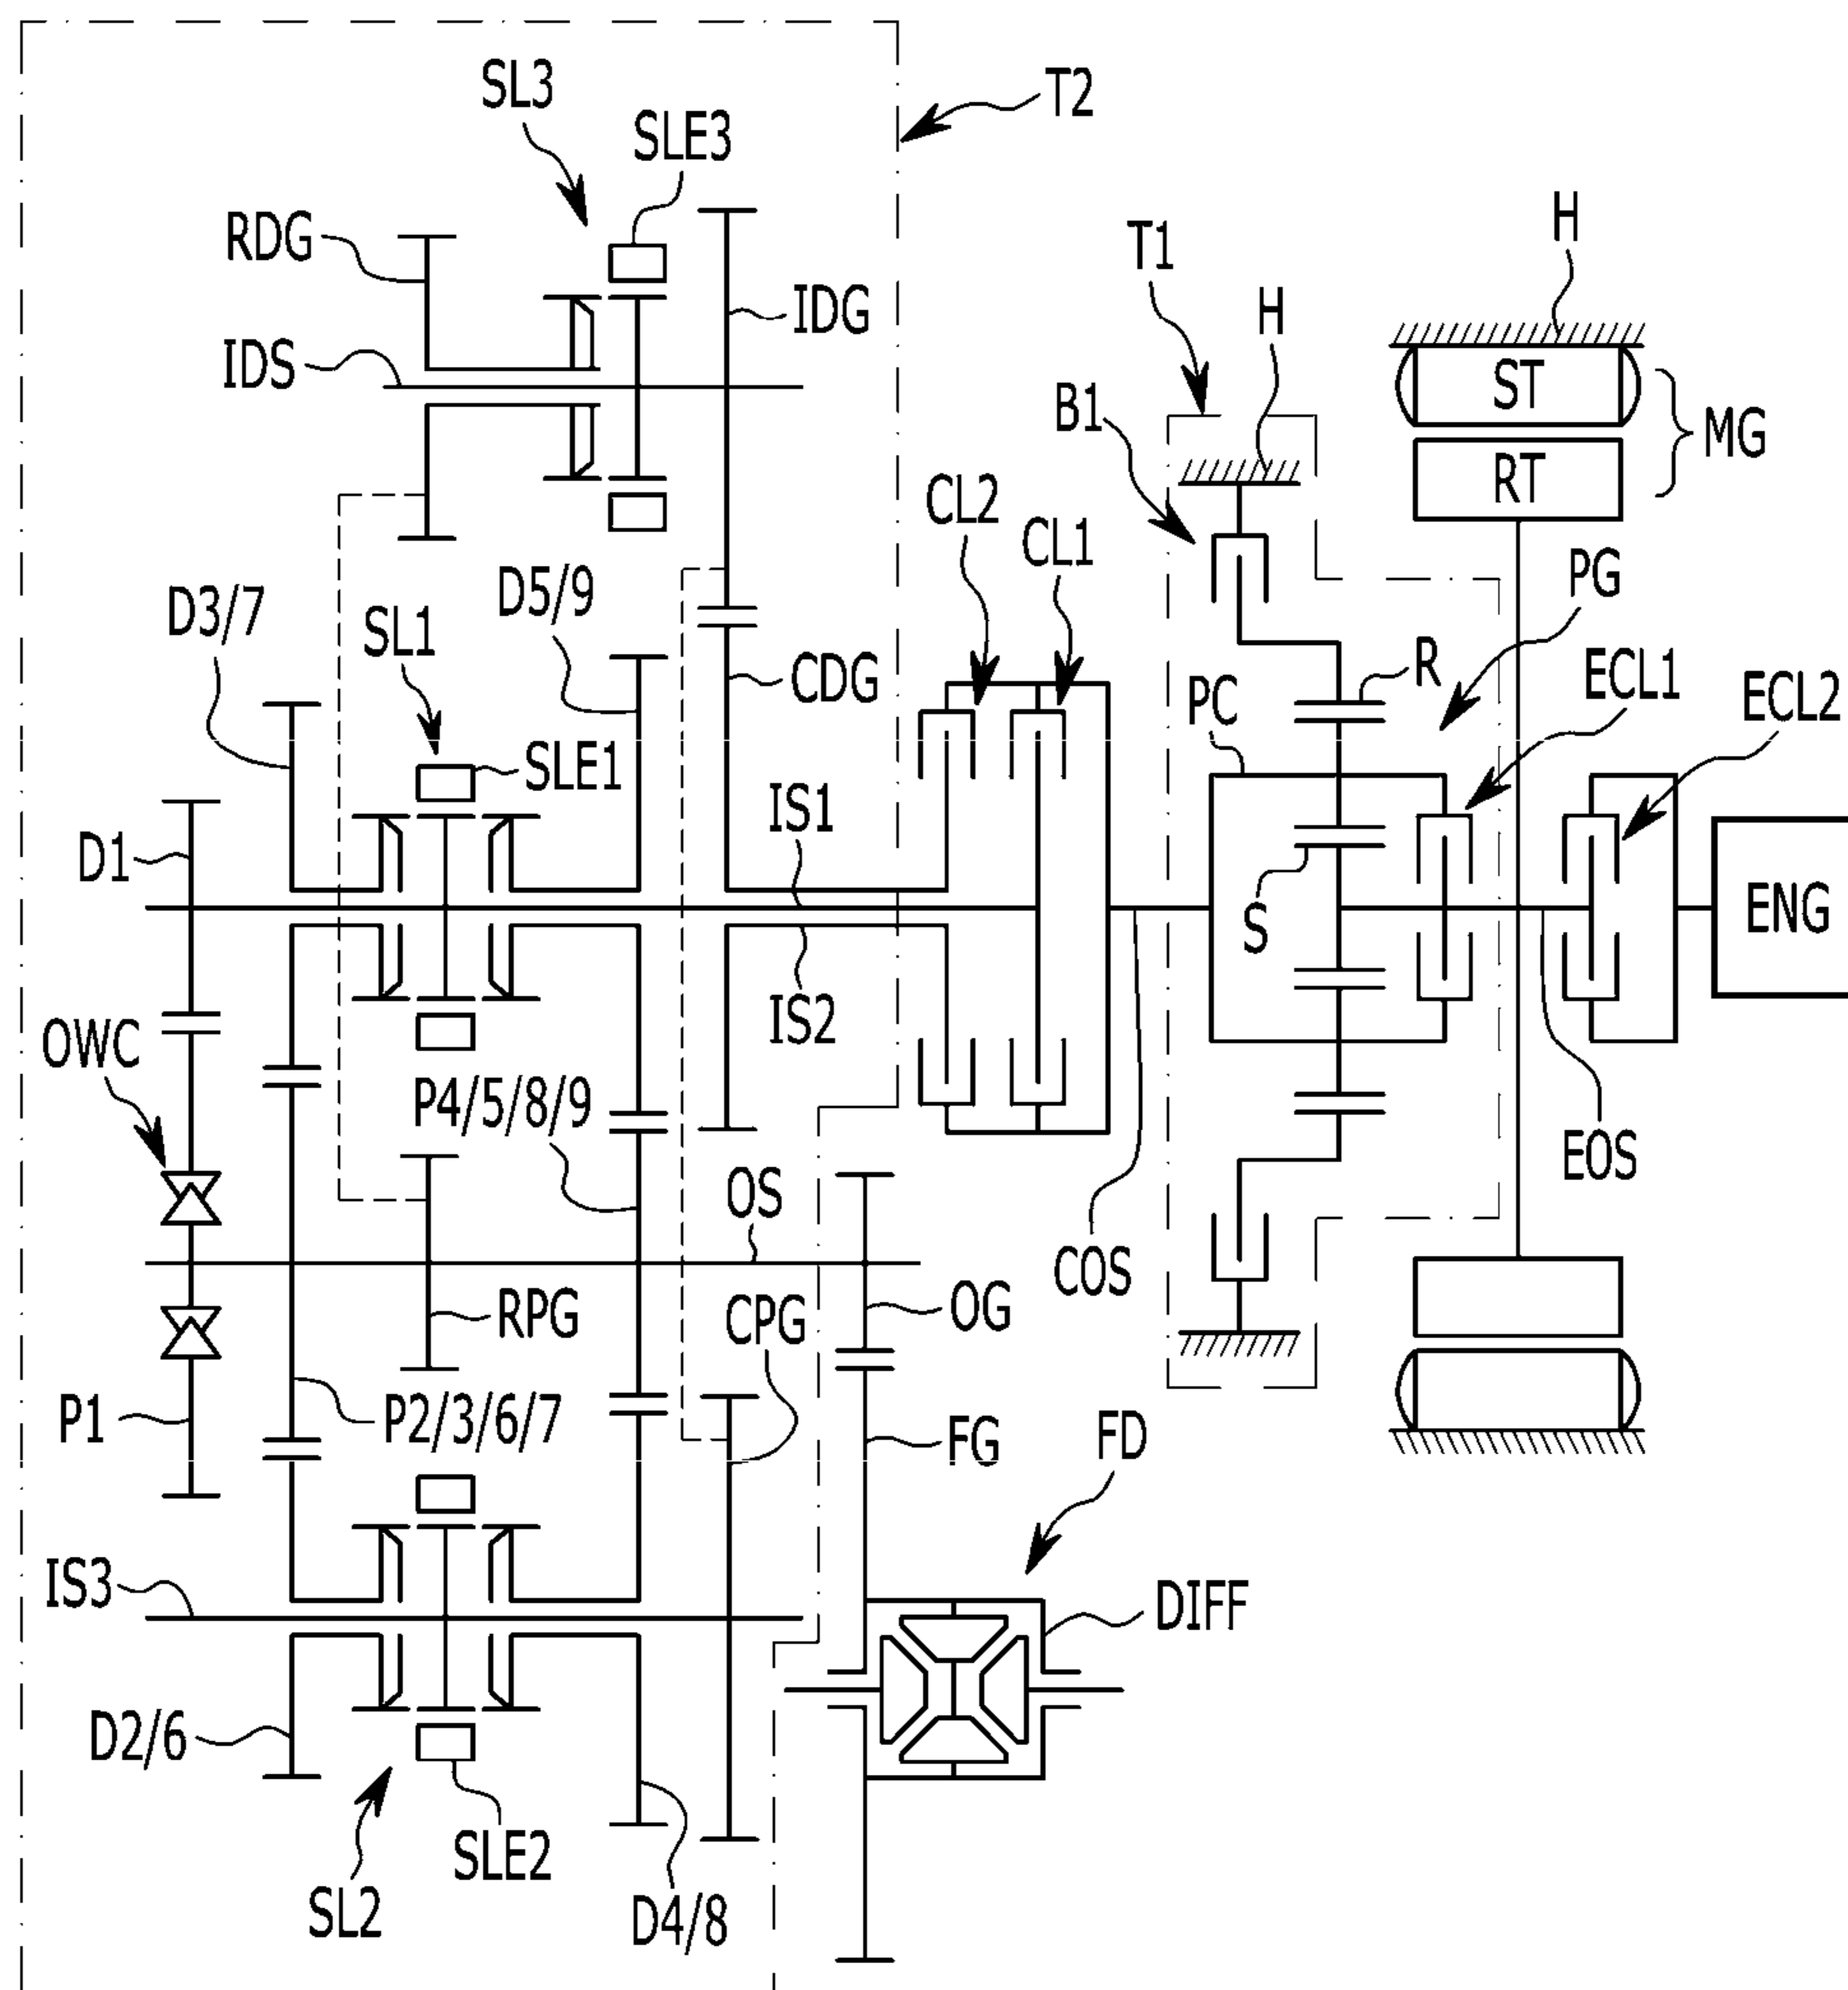 SL3
T2
SLE3
H
T1
RDG
IDG
H
IDS
ST
B1
MG
RT
CL2
CL1
D5/9
PG
D3/7
SL1
R
CDG
ECL1
PC
ECL2
SLE1
IS1
D1
ENG
S
IS2
OWC
P4/5/8/9
EOS
OS
COS
RPG
OG
CPG
P1
P2/3/6/7
FG
FD
IS3
DIFF
D2/6
SLE2
SL2
D4/8